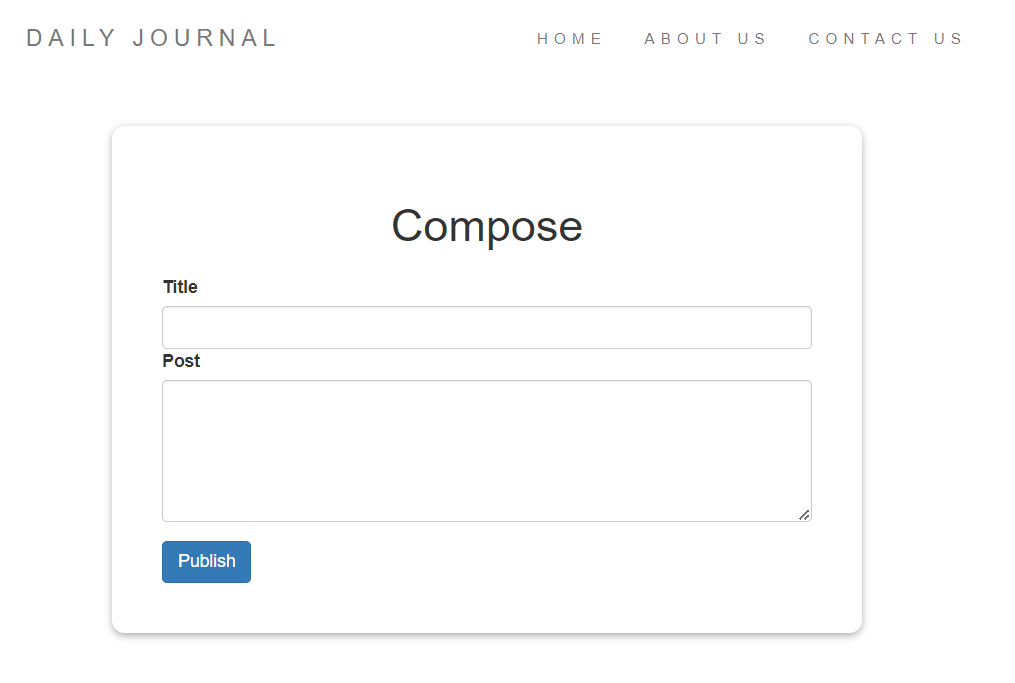 DAILY JOURNAL HOME ABOUT US CONTACT US
Compose
Title
Post
Publish